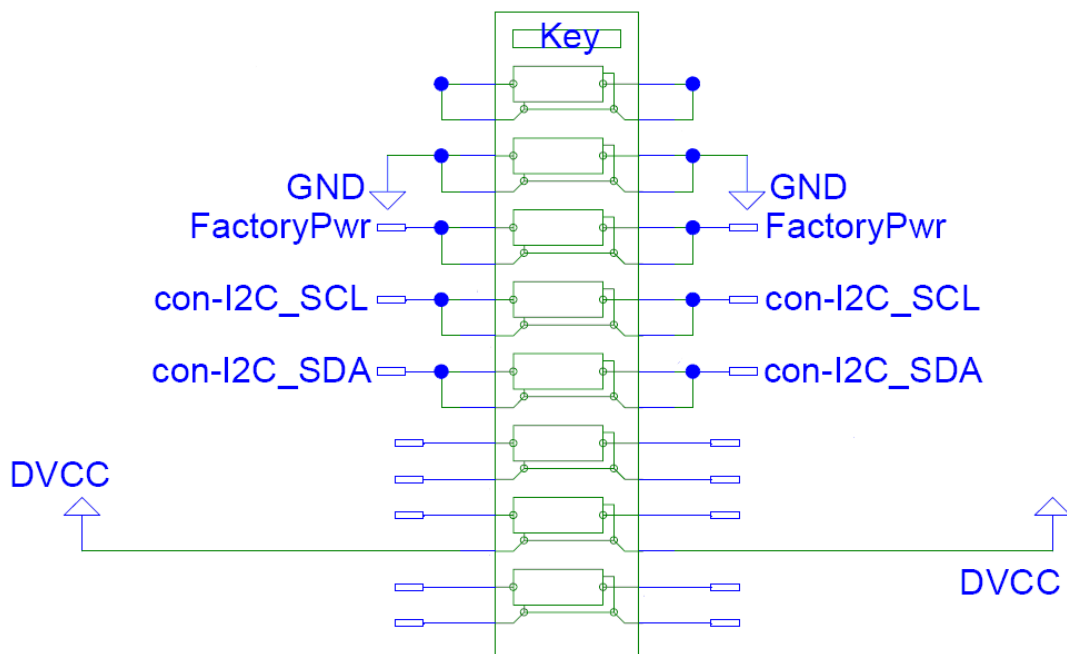 Key
GND GND
FactoryPwr FactoryPwr
con-I2C_SCL con-I2C_SCL
con-I2C_SDA con-I2C_SDA
DVCC
DVCC